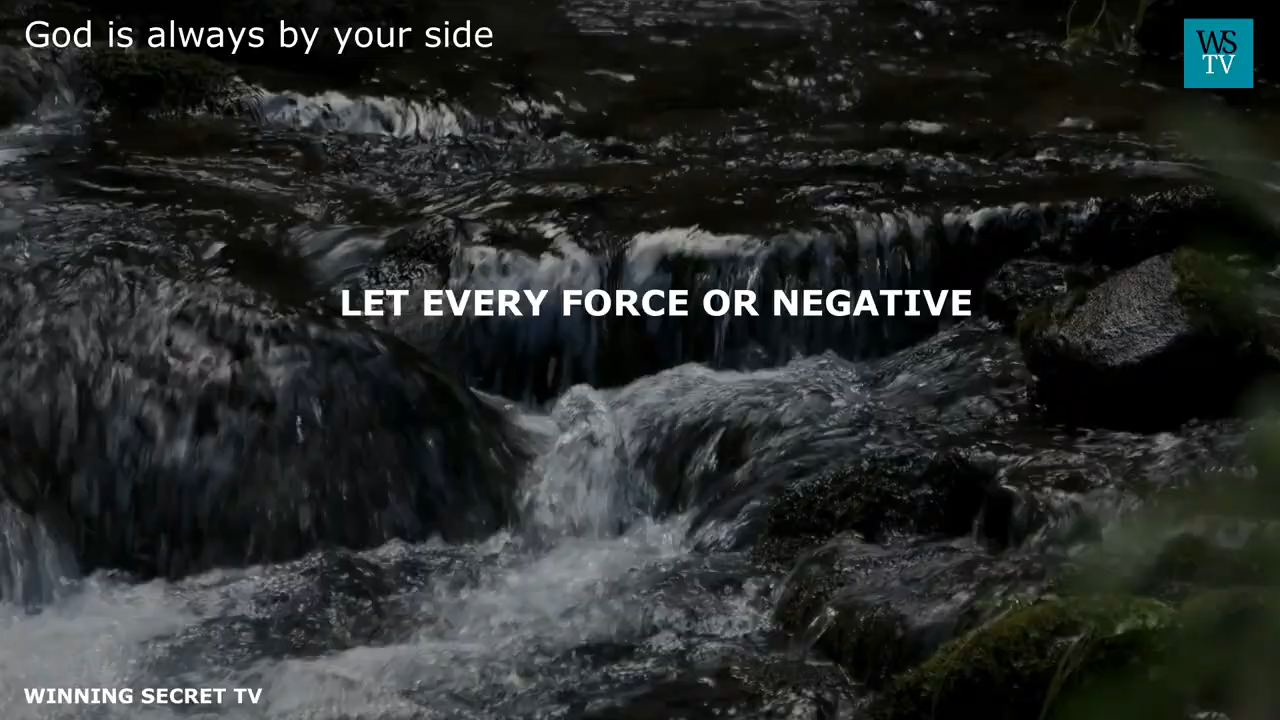 God is always by your side
WS
TV
LET EVERY FORCE OR NEGATIVE
WINNING SECRET TV